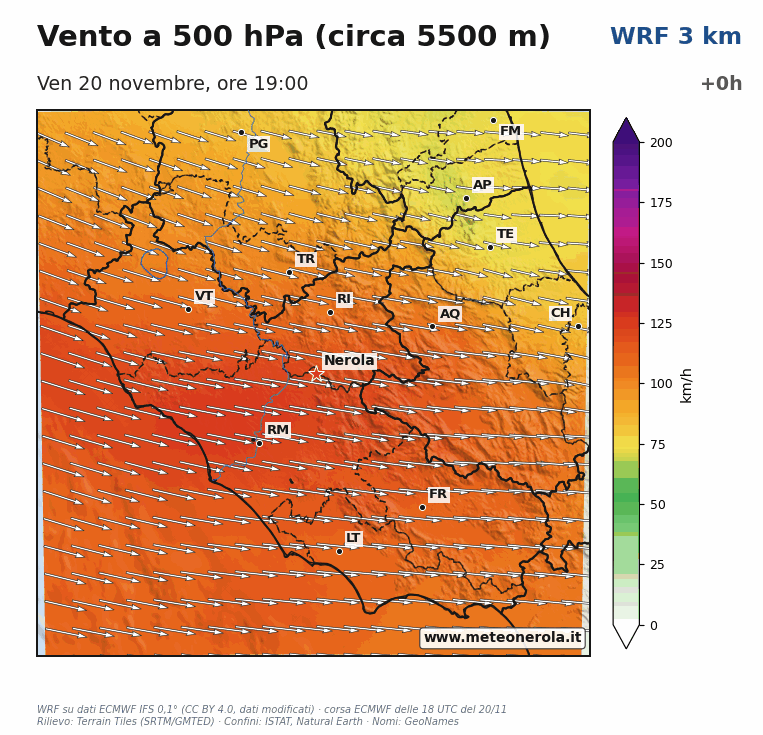 Vento a 500 hPa (circa 5500 m)
WRF 3 km
Ven 20 novembre, ore 19:00
+0h
FM
PG
AP
TE
TR
VT
RI
AQ
CH
Nerola
RM
FR
LT
www.meteonerola.it
200
175
150
125
100
75
50
25
0
km/h
WRF su dati ECMWF IFS 0,1° (CC BY 4.0, dati modificati) · corsa ECMWF delle 18 UTC del 20/11
Rilievo: Terrain Tiles (SRTM/GMTED) · Confini: ISTAT, Natural Earth · Nomi: GeoNames